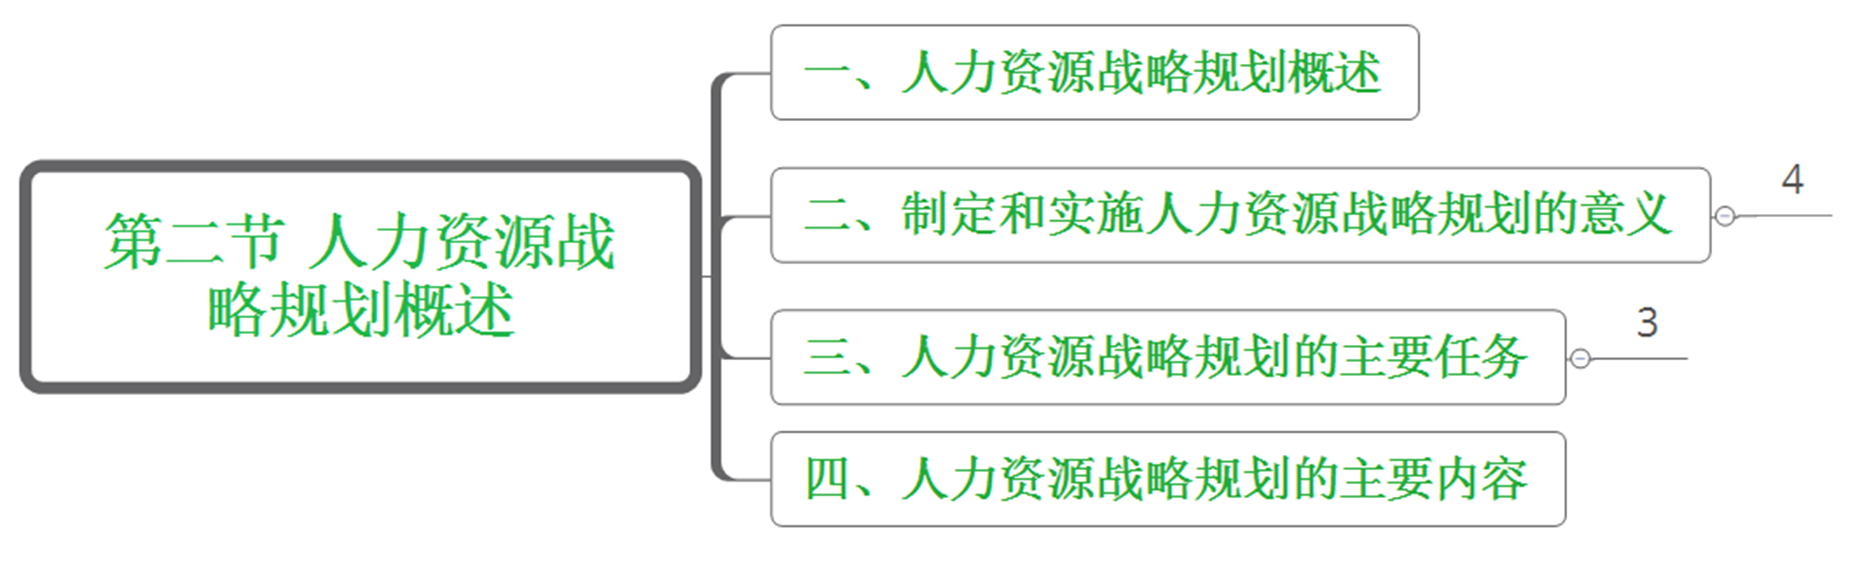 第二节 人力资源战
略规划概述
一、人力资源战略规划概述
二、制定和实施人力资源战略规划的意义
4
三、人力资源战略规划的主要任务
3
四、人力资源战略规划的主要内容